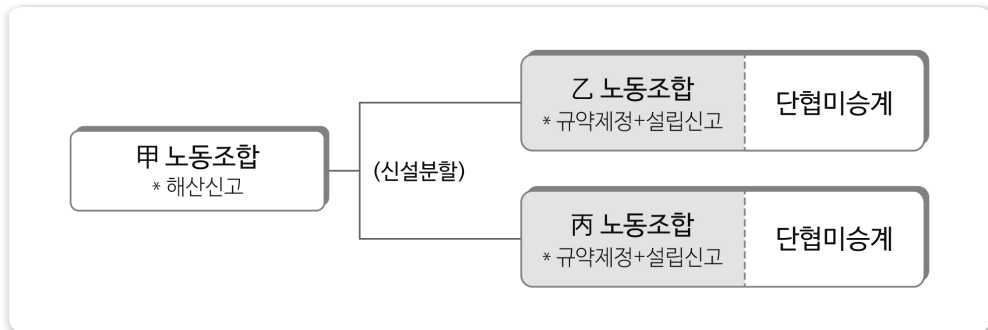 乙 노동조합
* 규약제정+설립신고
단협미승계
甲 노동조합
* 해산신고
(신설분할)
丙 노동조합
* 규약제정+설립신고
단협미승계